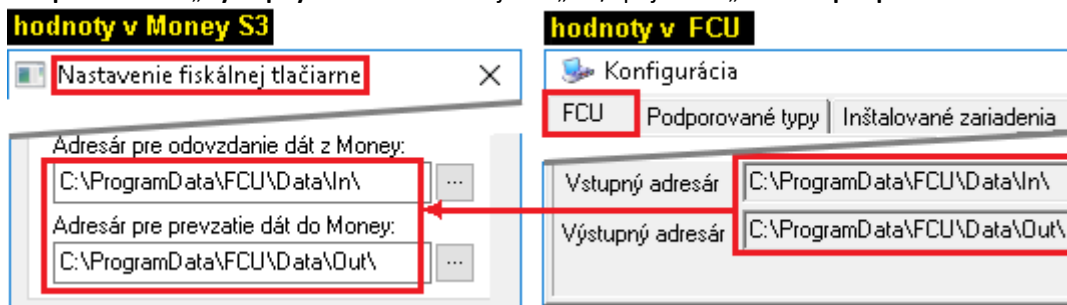 hodnoty v Money S3
Nastavenie fiskálnej tlačiarne
Adresár pre odovzdanie dát z Money:
C:\ProgramData\FCU\Data\In\
...
Adresár pre prevzatie dát do Money:
C:\ProgramData\FCU\Data\Out\
...
hodnoty v FCU
Konfigurácia
FCU
Podporované typy
Inštalované zariadenia
Vstupný adresár
C:\ProgramData\FCU\Data\In\
Výstupný adresár
C:\ProgramData\FCU\Data\Out\